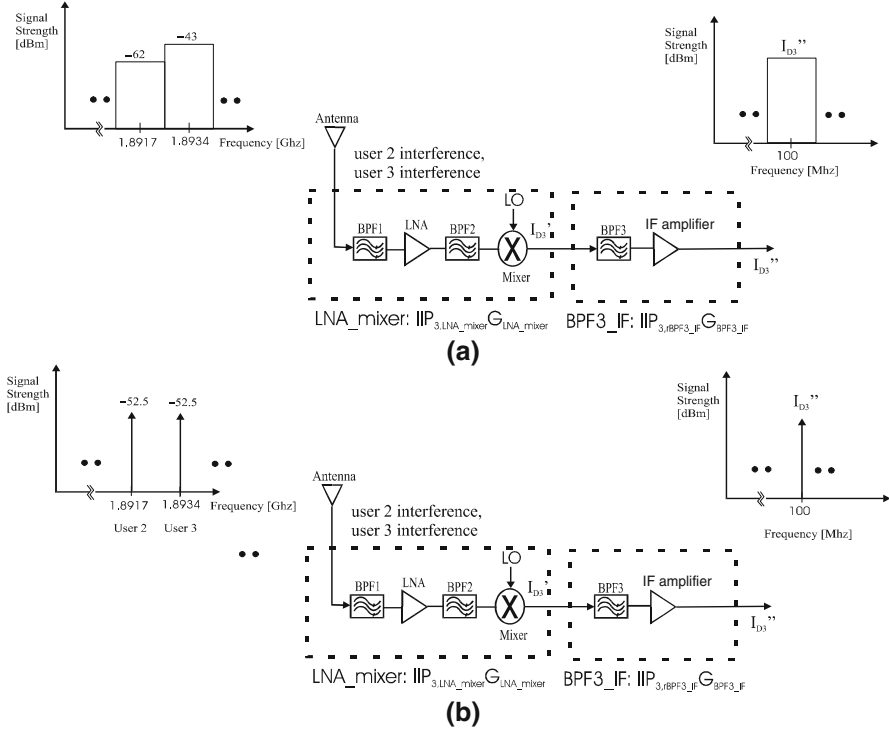 Signal
Strength
[dBm]
−62
−43
1.8917
1.8934
Frequency [Ghz]
Signal
Strength
[dBm]
I_D3''
100
Frequency [Mhz]
Antenna
user 2 interference,
user 3 interference
LO
BPF1
LNA
BPF2
I_D3'
Mixer
BPF3
IF amplifier
I_D3''
LNA_mixer: IIP_3,LNA_mixer G_LNA_mixer
BPF3_IF: IIP_3,rBPF3_IF G_BPF3_IF
(a)
Signal
Strength
[dBm]
−52.5
−52.5
1.8917
1.8934
Frequency [Ghz]
User 2
User 3
Signal
Strength
[dBm]
I_D3''
100
Frequency [Mhz]
Antenna
user 2 interference,
user 3 interference
LO
BPF1
LNA
BPF2
I_D3'
Mixer
BPF3
IF amplifier
I_D3''
LNA_mixer: IIP_3,LNA_mixer G_LNA_mixer
BPF3_IF: IIP_3,rBPF3_IF G_BPF3_IF
(b)